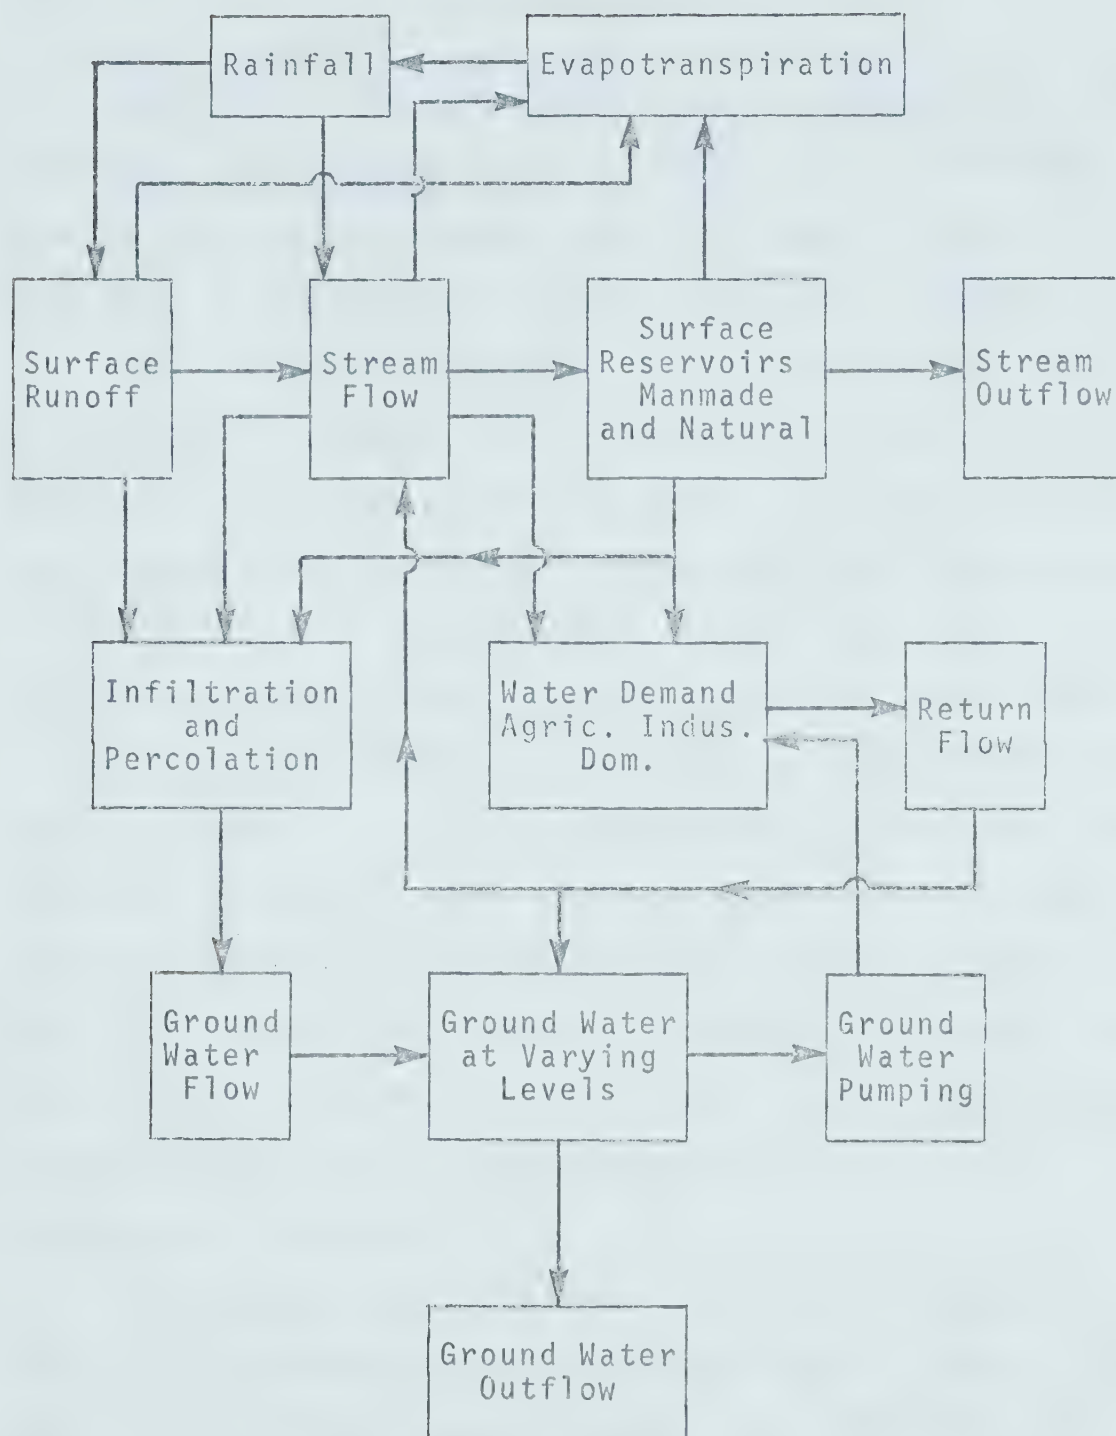 Rainfall
Evapotranspiration
Surface
Runoff
Stream
Flow
Surface
Reservoirs
Manmade
and Natural
Stream
Outflow
Infiltration
and
Percolation
Water Demand
Agric. Indus.
Dom.
Return
Flow
Ground
Water
Flow
Ground Water
at Varying
Levels
Ground
Water
Pumping
Ground Water
Outflow